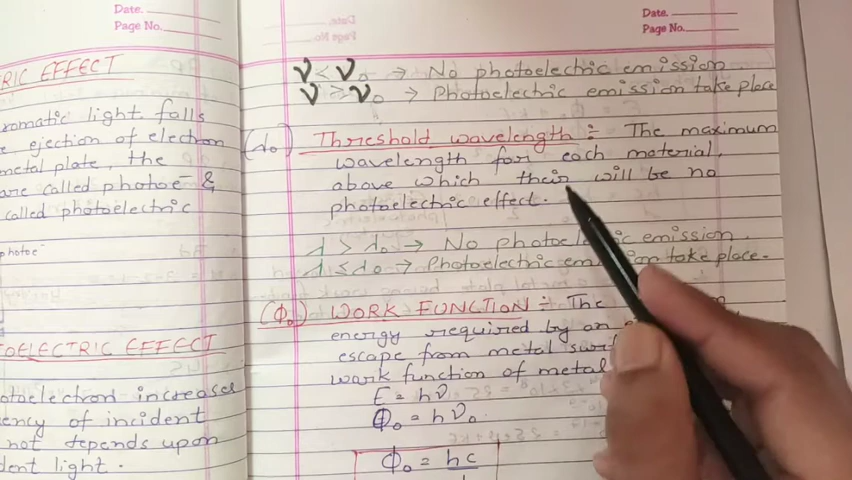 Date.
Page No.
Date.
Page No.
RIC EFFECT
romatic light falls
e ejection of electron
metal plate, the
are called photoe⁻ &
called photoelectric
photoe⁻
TOELECTRIC EFFECT
otoelectron increases
ency of incident
not depends upon
dent light.
ν < ν₀ → No photoelectric emission
ν ≥ ν₀ → Photoelectric emission take place
(λ₀) Threshold wavelength ÷ The maximum
wavelength for each material,
above which their will be no
photoelectric effect.
λ > λ₀ → No Photoelectric emission.
λ ≤ λ₀ → Photoelectric emission take place.
(Φ₀) WORK FUNCTION ÷ The
energy required by an
escape from metal surf
work function of metal
E = hν
Φ₀ = hν₀.
Φ₀ = hc